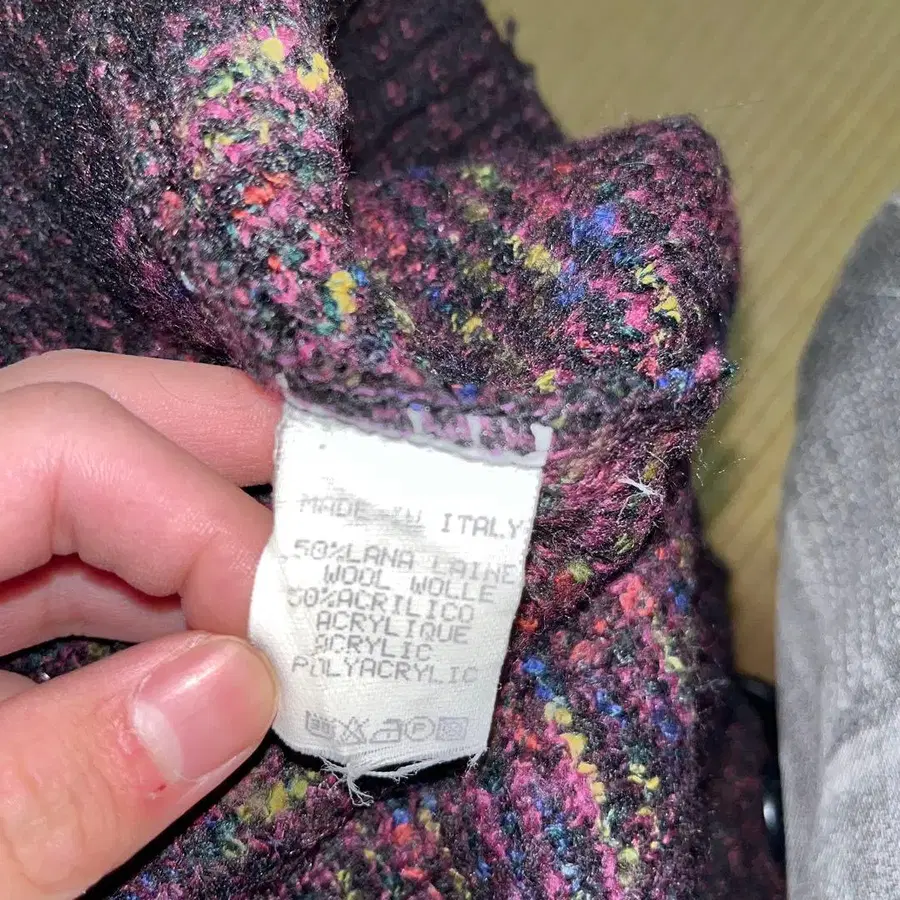 MADE IN ITALY
50%LANA LAINE
WOOL WOLLE
50%ACRILICO
ACRYLIQUE
ACRYLIC
POLYACRYLIC